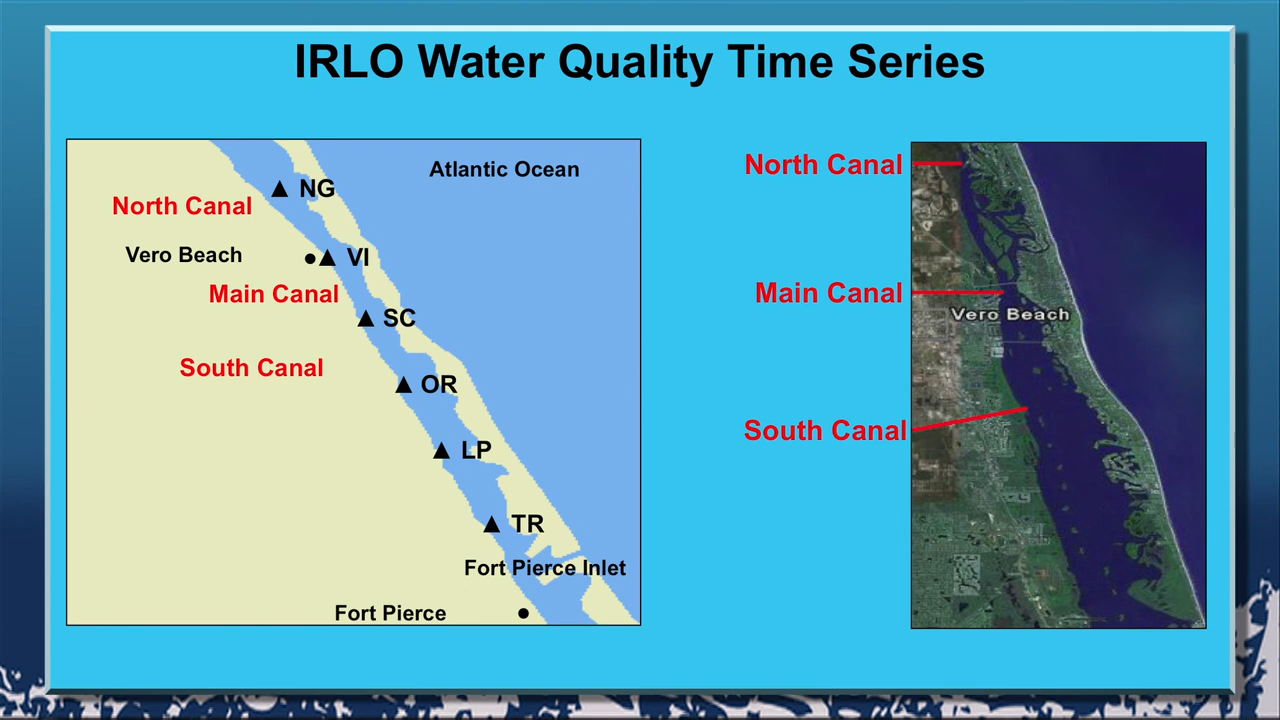 IRLO Water Quality Time Series
Atlantic Ocean
NG
North Canal
Vero Beach
VI
Main Canal
SC
South Canal
OR
LP
TR
Fort Pierce Inlet
Fort Pierce
North Canal
Main Canal
Vero Beach
South Canal